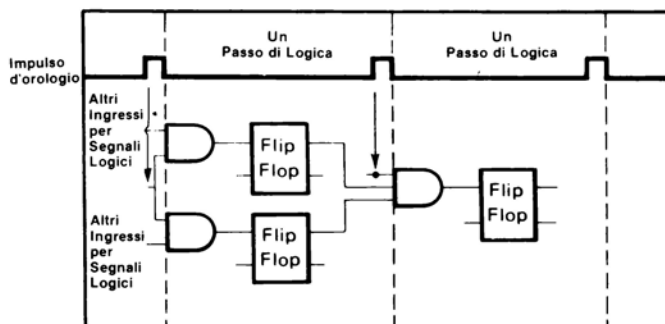 Un
Passo di Logica
Un
Passo di Logica
Impulso
d'orologio
Altri
Ingressi
per
Segnali
Logici
Flip
Flop
Flip
Flop
Altri
Ingressi
per
Segnali
Logici
Flip
Flop